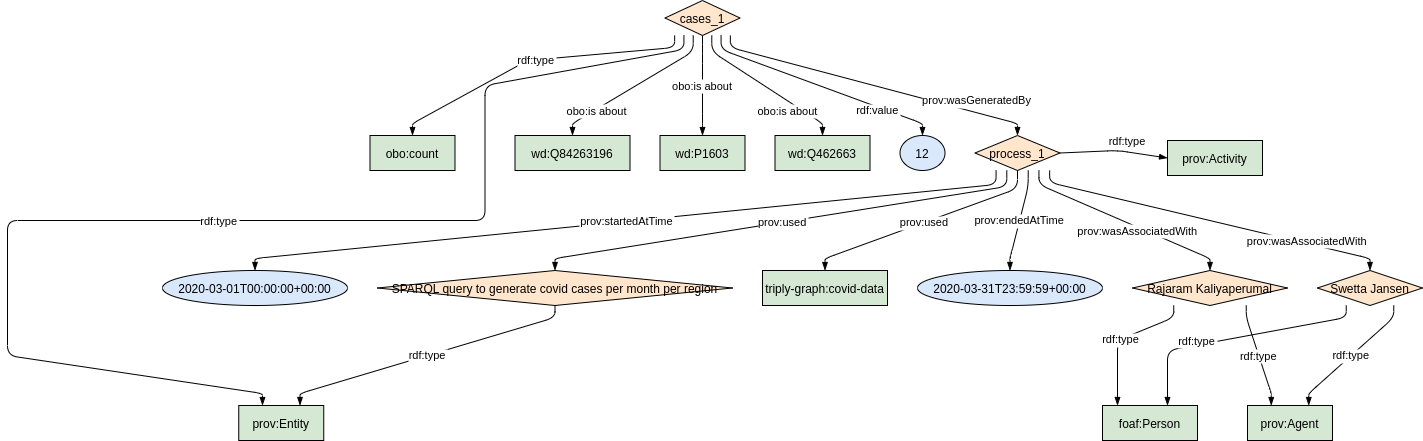 cases_1
rdf:type
obo:is about
obo:is about
obo:is about
rdf:value
prov:wasGeneratedBy
obo:count
wd:Q84263196
wd:P1603
wd:Q462663
12
process_1
rdf:type
prov:Activity
rdf:type
prov:startedAtTime
prov:used
prov:used
prov:endedAtTime
prov:wasAssociatedWith
prov:wasAssociatedWith
2020-03-01T00:00:00+00:00
SPARQL query to generate covid cases per month per region
triply-graph:covid-data
2020-03-31T23:59:59+00:00
Rajaram Kaliyaperumal
Swetta Jansen
rdf:type
rdf:type
rdf:type
rdf:type
rdf:type
prov:Entity
foaf:Person
prov:Agent